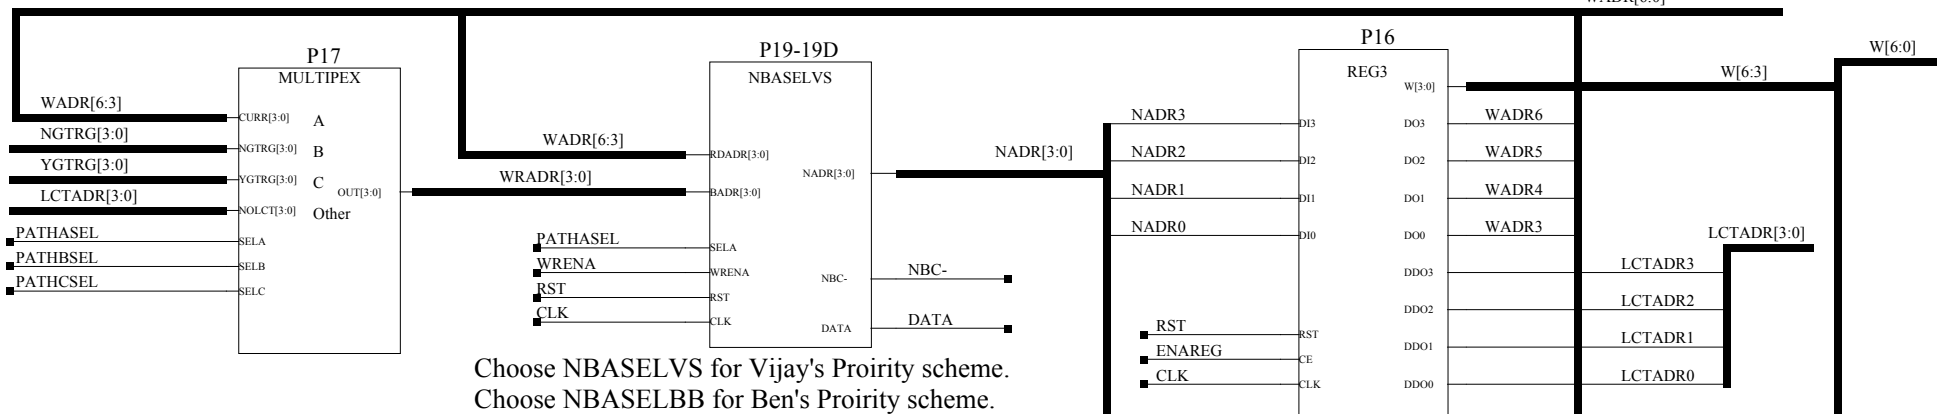 WADR[6:0]
P17
MULTIPEX
WADR[6:3]
NGTRG[3:0]
YGTRG[3:0]
LCTADR[3:0]
PATHASEL
PATHBSEL
PATHCSEL
CURR[3:0]
A
NGTRG[3:0]
B
YGTRG[3:0]
C
OUT[3:0]
NOLCT[3:0]
Other
SELA
SELB
SELC
WRADR[3:0]
P19-19D
NBASELVS
WADR[6:3]
RDADR[3:0]
NADR[3:0]
BADR[3:0]
PATHASEL
WRENA
RST
CLK
SELA
WRENA
RST
CLK
NBC-
DATA
NBC-
DATA
Choose NBASELVS for Vijay's Proirity scheme.
Choose NBASELBB for Ben's Proirity scheme.
NADR[3:0]
P16
REG3
NADR3
NADR2
NADR1
NADR0
DI3
DI2
DI1
DI0
RST
ENAREG
CLK
RST
CE
CLK
W[3:0]
DO3
DO2
DO1
DO0
DDO3
DDO2
DDO1
DDO0
W[6:3]
W[6:0]
WADR6
WADR5
WADR4
WADR3
LCTADR[3:0]
LCTADR3
LCTADR2
LCTADR1
LCTADR0